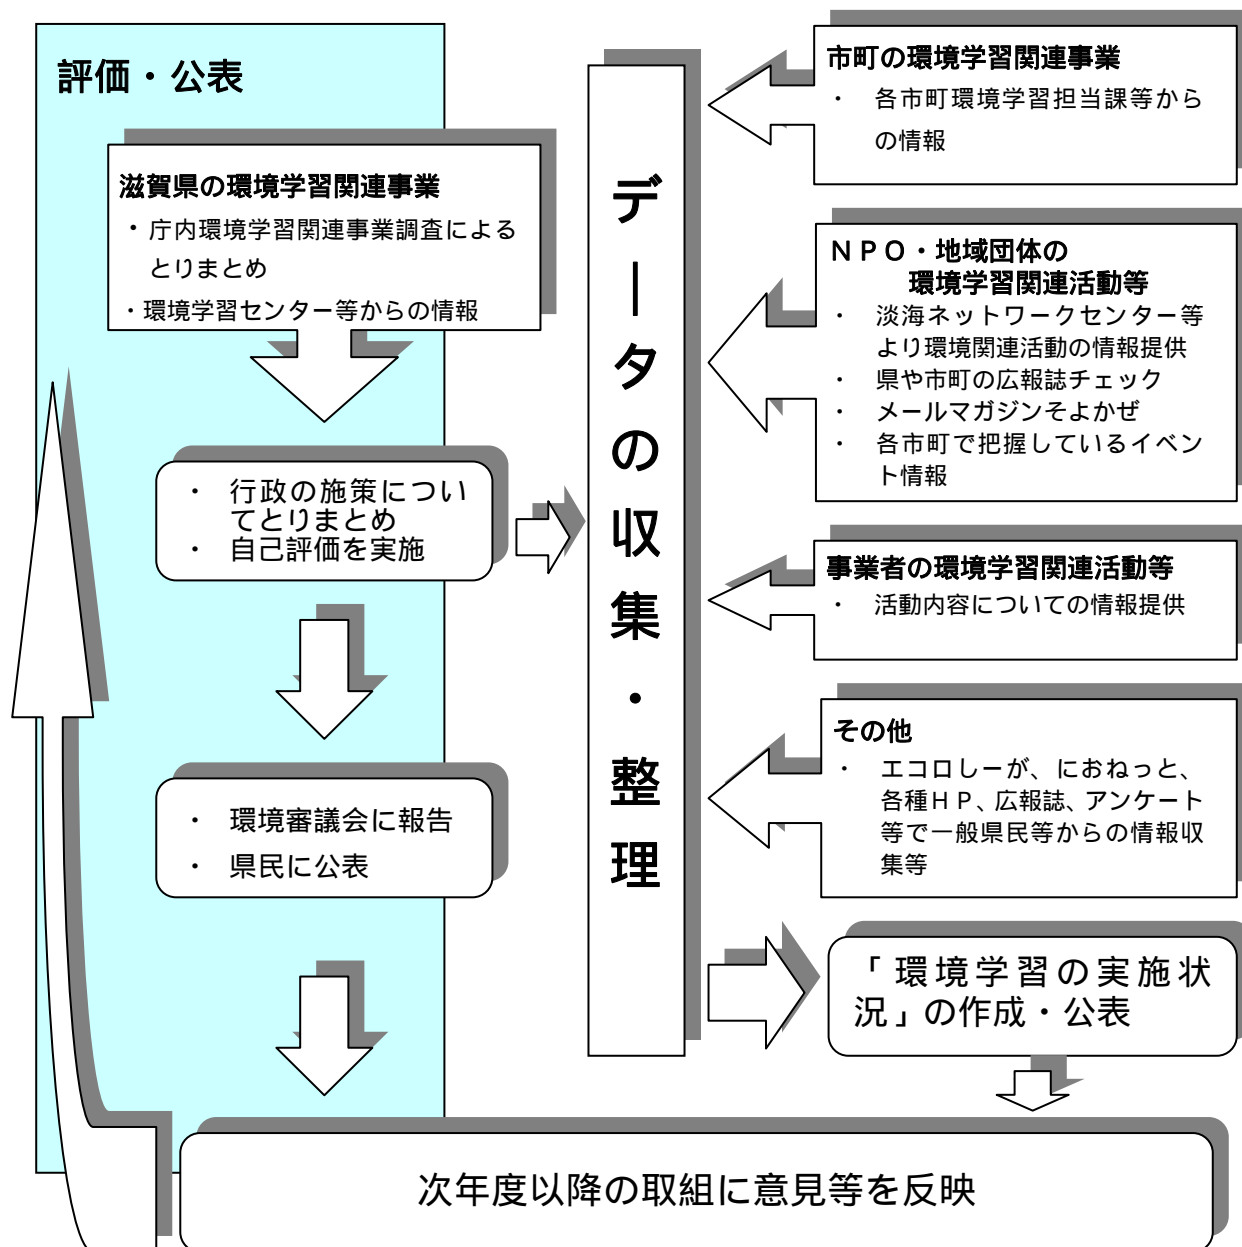 評価・公表
滋賀県の環境学習関連事業
・庁内環境学習関連事業調査による
とりまとめ
・環境学習センター等からの情報
・ 行政の施策につい
てとりまとめ
・ 自己評価を実施
・ 環境審議会に報告
・ 県民に公表
データの収集・整理
市町の環境学習関連事業
・ 各市町環境学習担当課等から
の情報
ＮＰＯ・地域団体の
環境学習関連活動等
・ 淡海ネットワークセンター等
より環境関連活動の情報提供
・ 県や市町の広報誌チェック
・ メールマガジンそよかぜ
・ 各市町で把握しているイベン
ト情報
事業者の環境学習関連活動等
・ 活動内容についての情報提供
その他
・ エコロしーが、におねっと、
各種ＨＰ、広報誌、アンケート
等で一般県民等からの情報収
集等
「環境学習の実施状
況」の作成・公表
次年度以降の取組に意見等を反映